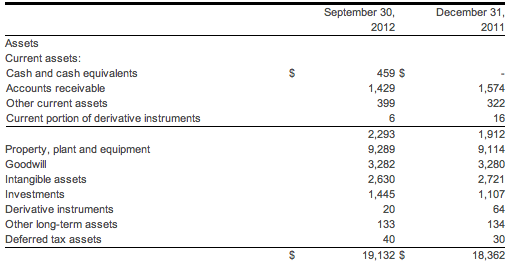 September 30, December 31,
2012 2011
Assets
Current assets:
Cash and cash equivalents $ 459 $ -
Accounts receivable 1,429 1,574
Other current assets 399 322
Current portion of derivative instruments 6 16
2,293 1,912
Property, plant and equipment 9,289 9,114
Goodwill 3,282 3,280
Intangible assets 2,630 2,721
Investments 1,445 1,107
Derivative instruments 20 64
Other long-term assets 133 134
Deferred tax assets 40 30
$ 19,132 $ 18,362